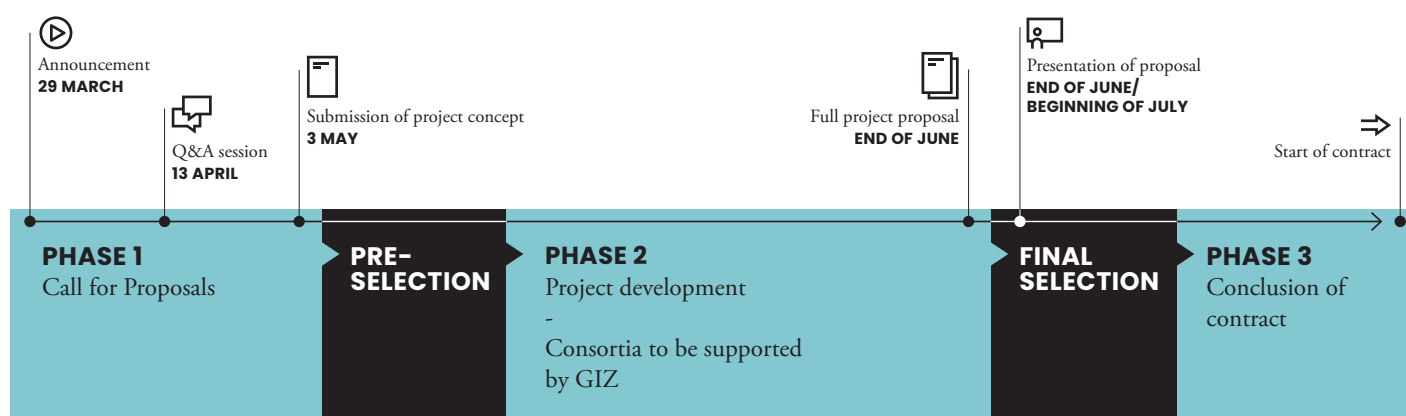 Announcement
29 MARCH
Q&A session
13 APRIL
Submission of project concept
3 MAY
Full project proposal
END OF JUNE
Presentation of proposal
END OF JUNE/
BEGINNING OF JULY
Start of contract
PHASE 1
Call for Proposals
PRE-
SELECTION
PHASE 2
Project development
-
Consortia to be supported
by GIZ
FINAL
SELECTION
PHASE 3
Conclusion of
contract